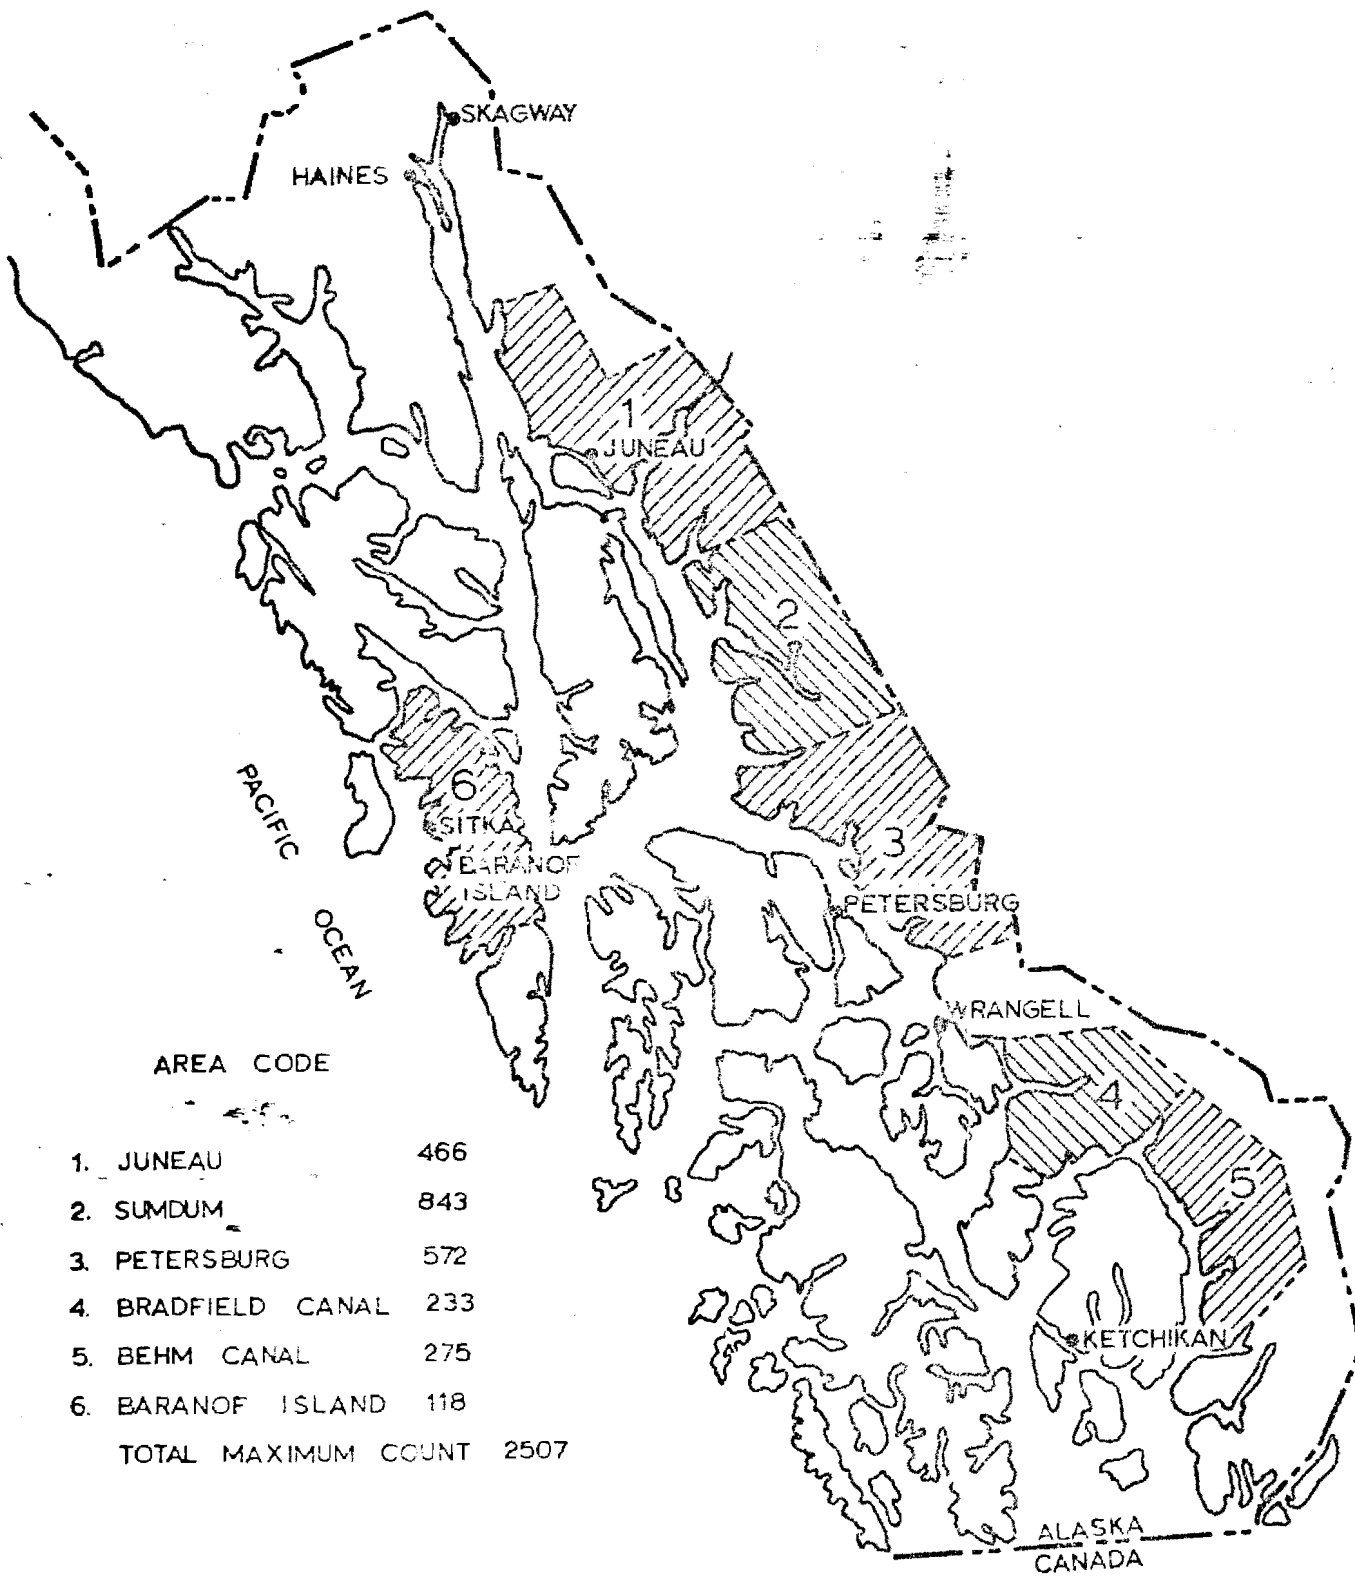 SKAGWAY
HAINES
1
JUNEAU
2
PACIFIC
OCEAN
6
SITKA
BARANOF
ISLAND
3
PETERSBURG
WRANGELL
4
5
KETCHIKAN
ALASKA
CANADA
AREA CODE
1. JUNEAU 466
2. SUMDUM 843
3. PETERSBURG 572
4. BRADFIELD CANAL 233
5. BEHM CANAL 275
6. BARANOF ISLAND 118
TOTAL MAXIMUM COUNT 2507